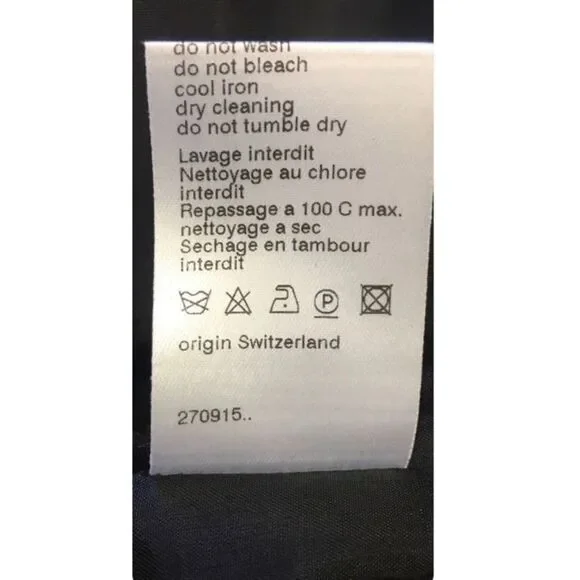 do not wash
do not bleach
cool iron
dry cleaning
do not tumble dry
Lavage interdit
Nettoyage au chlore
interdit
Repassage a 100 C max.
nettoyage a sec
Sechage en tambour
interdit
P
origin Switzerland
270915..